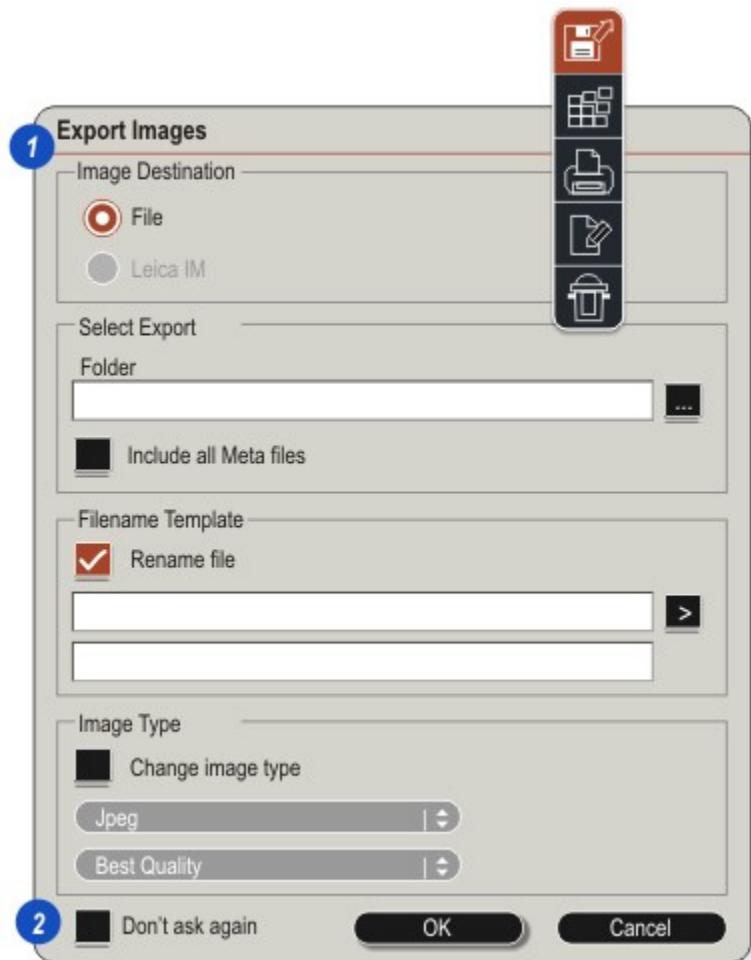 1
Export Images
Image Destination
File
Leica IM
Select Export
Folder
...
Include all Meta files
Filename Template
Rename file
>
Image Type
Change image type
Jpeg
Best Quality
2
Don't ask again
OK
Cancel